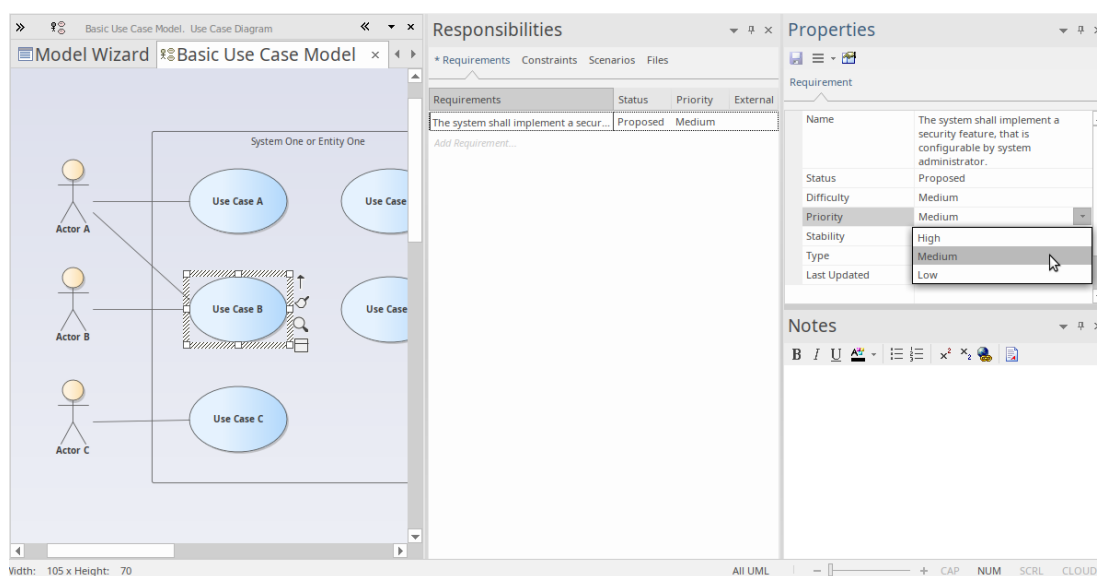 Basic Use Case Model. Use Case Diagram
Model Wizard
Basic Use Case Model
System One or Entity One
Actor A
Use Case A
Use Case
Actor B
Use Case B
Use Case
Actor C
Use Case C
Width: 105 x Height: 70
Responsibilities
* Requirements Constraints Scenarios Files
Requirements Status Priority External
The system shall implement a secur... Proposed Medium
Add Requirement...
Properties
Requirement
Name The system shall implement a
security feature, that is
configurable by system
administrator.
Status Proposed
Difficulty Medium
Priority Medium
Stability
High
Type
Medium
Last Updated
Low
Notes
B I U A x² x₂
All UML
CAP NUM SCRL CLOUD